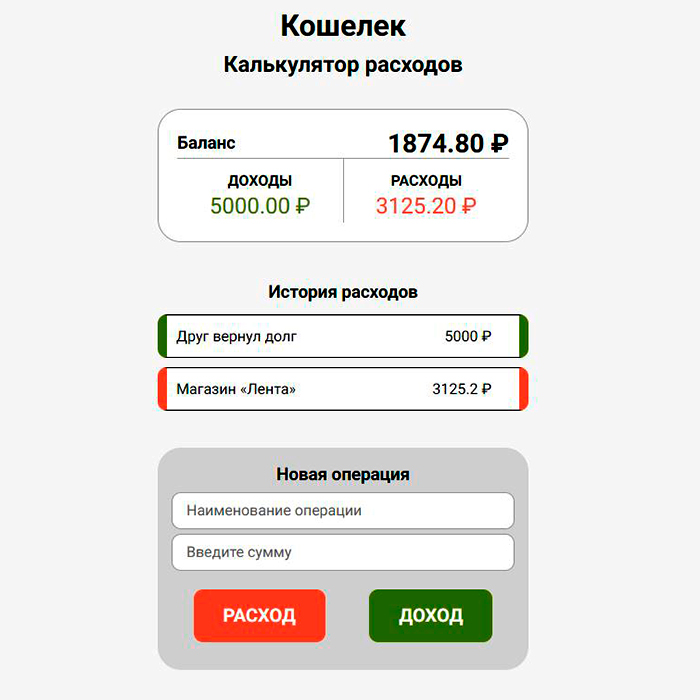 Кошелек
Калькулятор расходов
Баланс 1874.80 ₽
ДОХОДЫ РАСХОДЫ
5000.00 ₽ 3125.20 ₽
История расходов
Друг вернул долг 5000 ₽
Магазин «Лента» 3125.2 ₽
Новая операция
Наименование операции
Введите сумму
РАСХОД ДОХОД